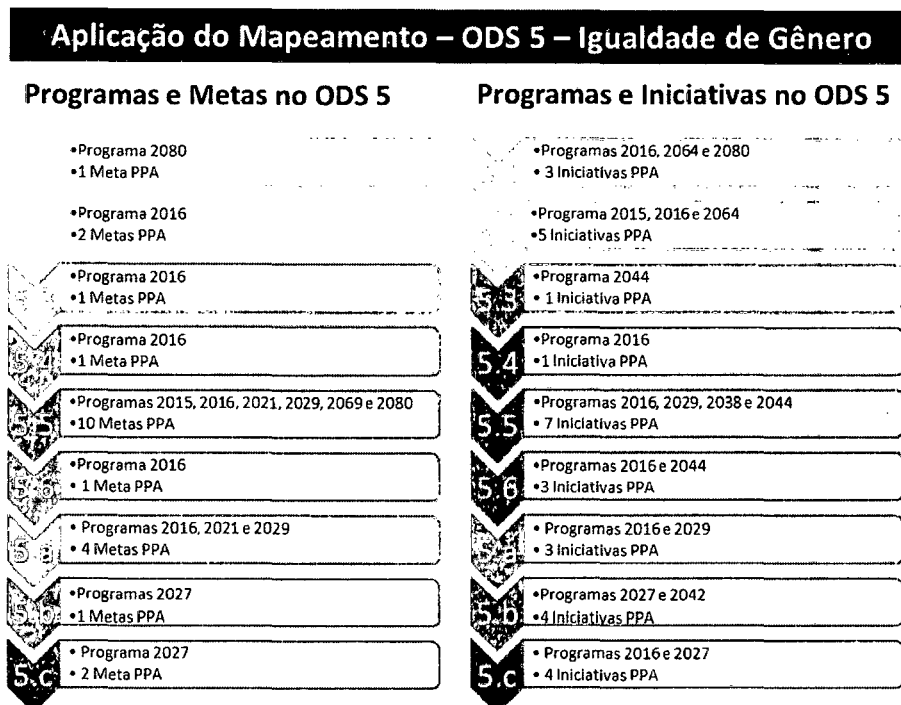 Aplicação do Mapeamento – ODS 5 – Igualdade de Gênero
Programas e Metas no ODS 5
•Programa 2080
•1 Meta PPA
•Programa 2016
•2 Metas PPA
•Programa 2016
•1 Metas PPA
5.4
•Programa 2016
•1 Meta PPA
5.5
•Programas 2015, 2016, 2021, 2029, 2069 e 2080
•10 Metas PPA
5.6
•Programa 2016
• 1 Meta PPA
5.a
• Programas 2016, 2021 e 2029
• 4 Metas PPA
5.b
•Programas 2027
•1 Metas PPA
5.c
• Programa 2027
• 2 Meta PPA
Programas e Iniciativas no ODS 5
•Programas 2016, 2064 e 2080
• 3 Iniciativas PPA
•Programa 2015, 2016 e 2064
•5 Iniciativas PPA
5.3
•Programa 2044
• 1 Iniciativa PPA
5.4
•Programa 2016
•1 Iniciativa PPA
5.5
•Programas 2016, 2029, 2038 e 2044
• 7 Iniciativas PPA
5.6
•Programas 2016 e 2044
•3 Iniciativas PPA
5.a
•Programas 2016 e 2029
• 3 Iniciativas PPA
5.b
•Programas 2027 e 2042
•4 Iniciativas PPA
5.c
• Programas 2016 e 2027
• 4 Iniciativas PPA